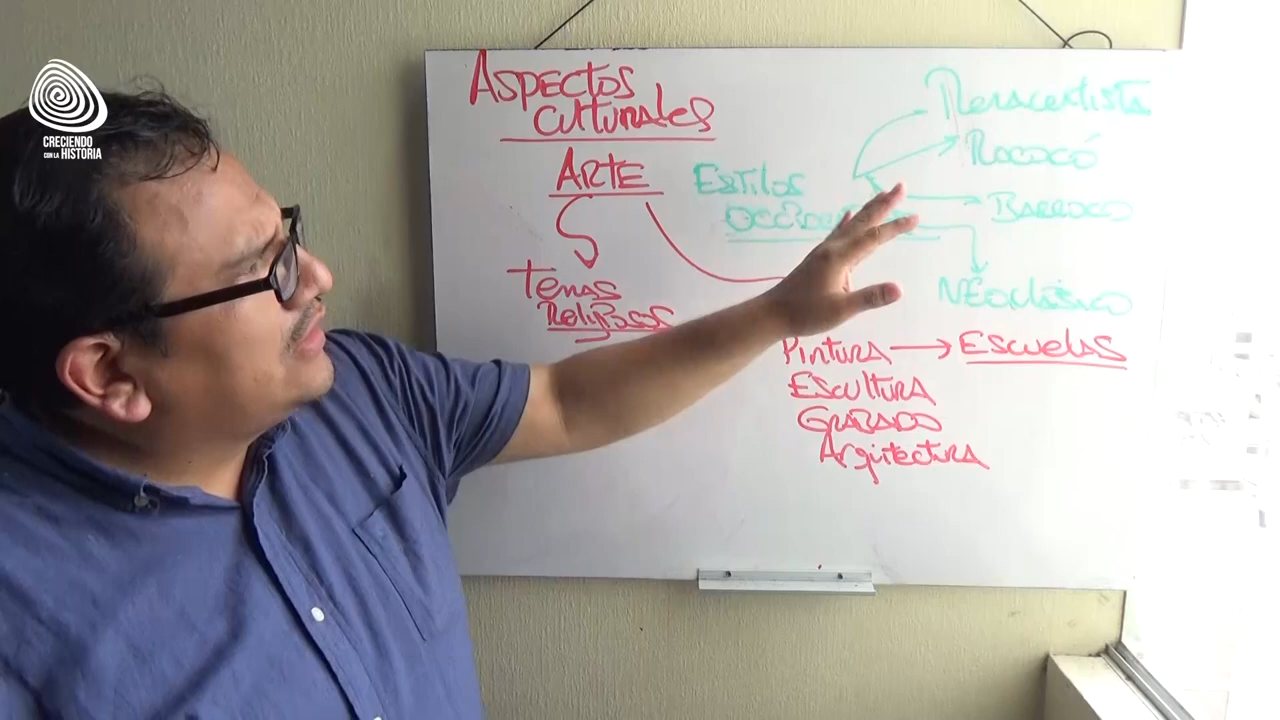 CRECIENDO
CON LA HISTORIA
ASPECTOS
CULTURALES
ARTE
TEMAS
RELIGIOSOS
ESTILOS
RENACENTISTA
ROCOCÓ
BARROCO
NEOCLÁSICO
PINTURA → ESCUELAS
ESCULTURA
GRABADO
ARQUITECTURA